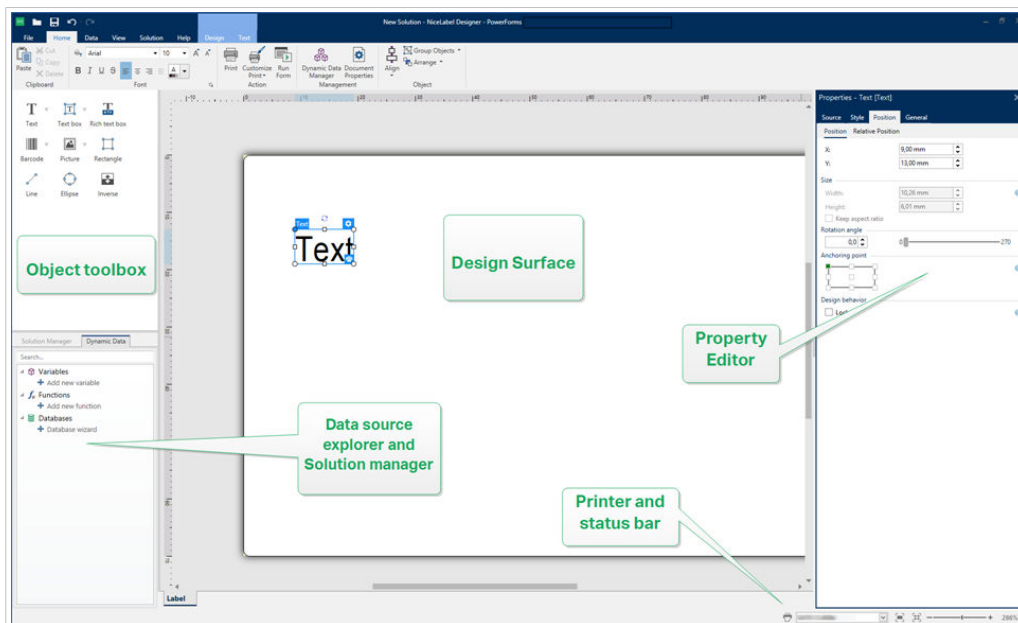 New Solution - NiceLabel Designer - PowerForms
File Home Data View Solution Help Design Text
Paste
Cut
Copy
Delete
Clipboard
Arial 10
B I U S
Font
Print
Customize Print
Run Form
Action
Dynamic Data Manager
Document Properties
Management
Align
Group Objects
Arrange
Object
Text Text box Rich text box
Barcode Picture Rectangle
Line Ellipse Inverse
Object toolbox
Solution Manager Dynamic Data
Search...
Variables
Add new variable
Functions
Add new function
Databases
Database wizard
Text
Text
Design Surface
Data source
explorer and
Solution manager
Property
Editor
Printer and
status bar
Label
Properties - Text [Text]
Source Style Position General
Position Relative Position
X: 9,00 mm
Y: 13,00 mm
Size
Width: 10,26 mm
Height: 6,01 mm
Keep aspect ratio
Rotation angle
0,0 0 270
Anchoring point
Design behavior
286%